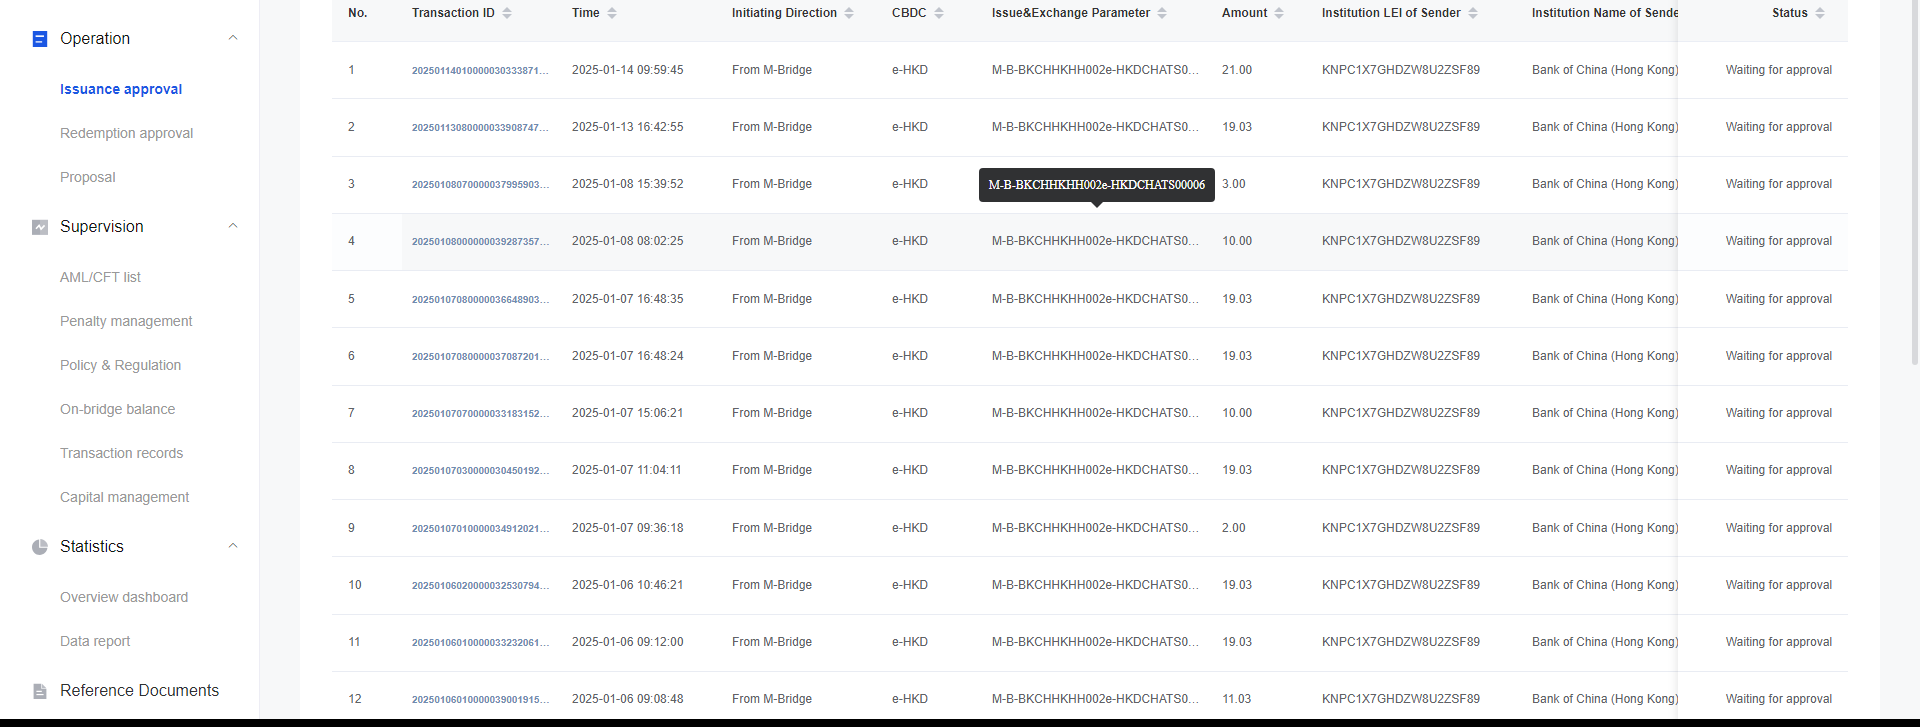 Operation
Issuance approval
Redemption approval
Proposal
Supervision
AML/CFT list
Penalty management
Policy & Regulation
On-bridge balance
Transaction records
Capital management
Statistics
Overview dashboard
Data report
Reference Documents
No. Transaction ID Time Initiating Direction CBDC Issue&Exchange Parameter Amount Institution LEI of Sender Institution Name of Sende Status
1 20250114010000030333871... 2025-01-14 09:59:45 From M-Bridge e-HKD M-B-BKCHHKHH002e-HKDCHATS0... 21.00 KNPC1X7GHDZW8U2ZSF89 Bank of China (Hong Kong) Waiting for approval
2 20250113080000033908747... 2025-01-13 16:42:55 From M-Bridge e-HKD M-B-BKCHHKHH002e-HKDCHATS0... 19.03 KNPC1X7GHDZW8U2ZSF89 Bank of China (Hong Kong) Waiting for approval
3 20250108070000037995903... 2025-01-08 15:39:52 From M-Bridge e-HKD M-B-BKCHHKHH002e-HKDCHATS00006 3.00 KNPC1X7GHDZW8U2ZSF89 Bank of China (Hong Kong) Waiting for approval
4 20250108000000039287357... 2025-01-08 08:02:25 From M-Bridge e-HKD M-B-BKCHHKHH002e-HKDCHATS0... 10.00 KNPC1X7GHDZW8U2ZSF89 Bank of China (Hong Kong) Waiting for approval
5 20250107080000036648903... 2025-01-07 16:48:35 From M-Bridge e-HKD M-B-BKCHHKHH002e-HKDCHATS0... 19.03 KNPC1X7GHDZW8U2ZSF89 Bank of China (Hong Kong) Waiting for approval
6 20250107080000037087201... 2025-01-07 16:48:24 From M-Bridge e-HKD M-B-BKCHHKHH002e-HKDCHATS0... 19.03 KNPC1X7GHDZW8U2ZSF89 Bank of China (Hong Kong) Waiting for approval
7 20250107070000033183152... 2025-01-07 15:06:21 From M-Bridge e-HKD M-B-BKCHHKHH002e-HKDCHATS0... 10.00 KNPC1X7GHDZW8U2ZSF89 Bank of China (Hong Kong) Waiting for approval
8 20250107030000030450192... 2025-01-07 11:04:11 From M-Bridge e-HKD M-B-BKCHHKHH002e-HKDCHATS0... 19.03 KNPC1X7GHDZW8U2ZSF89 Bank of China (Hong Kong) Waiting for approval
9 20250107010000034912021... 2025-01-07 09:36:18 From M-Bridge e-HKD M-B-BKCHHKHH002e-HKDCHATS0... 2.00 KNPC1X7GHDZW8U2ZSF89 Bank of China (Hong Kong) Waiting for approval
10 20250106020000032530794... 2025-01-06 10:46:21 From M-Bridge e-HKD M-B-BKCHHKHH002e-HKDCHATS0... 19.03 KNPC1X7GHDZW8U2ZSF89 Bank of China (Hong Kong) Waiting for approval
11 20250106010000033232061... 2025-01-06 09:12:00 From M-Bridge e-HKD M-B-BKCHHKHH002e-HKDCHATS0... 19.03 KNPC1X7GHDZW8U2ZSF89 Bank of China (Hong Kong) Waiting for approval
12 20250106010000039001915... 2025-01-06 09:08:48 From M-Bridge e-HKD M-B-BKCHHKHH002e-HKDCHATS0... 11.03 KNPC1X7GHDZW8U2ZSF89 Bank of China (Hong Kong) Waiting for approval